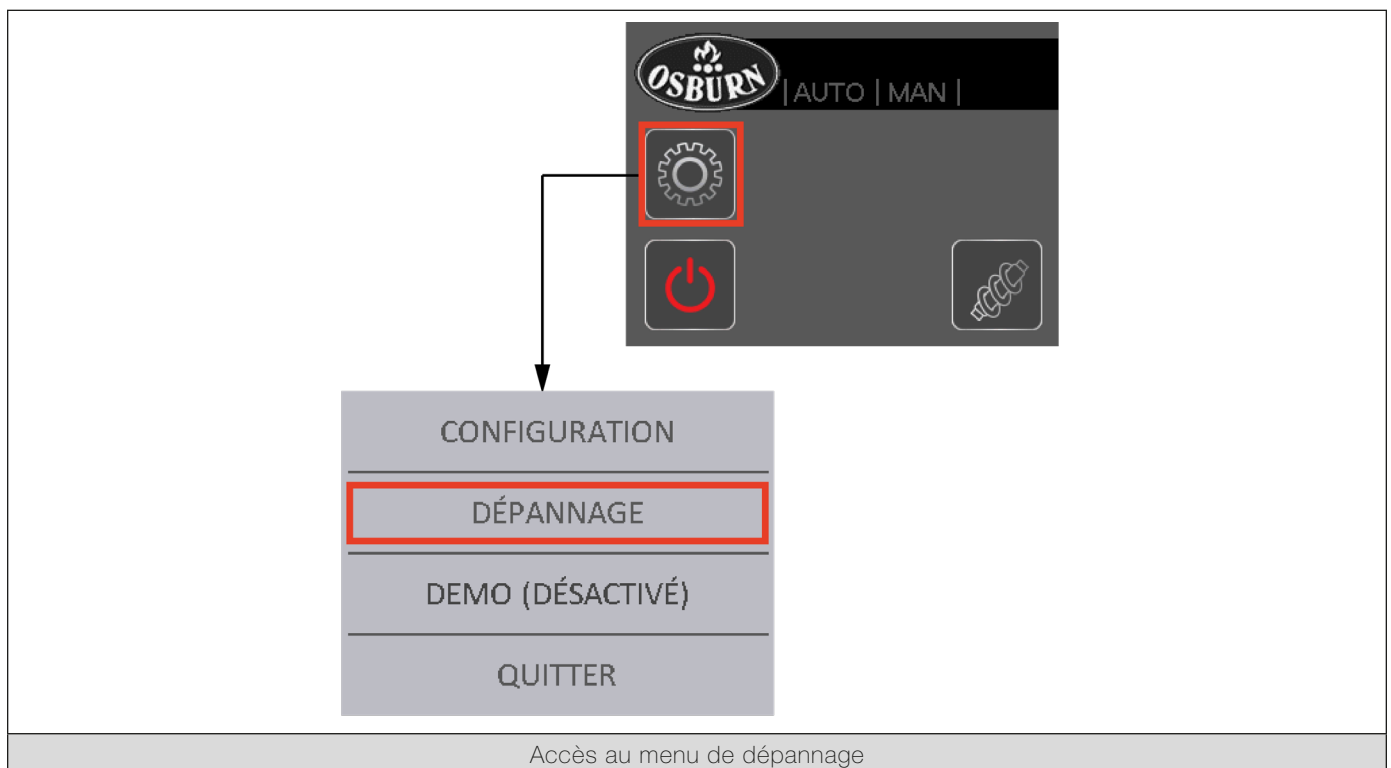 OSBURN
| AUTO | MAN |
CONFIGURATION
DÉPANNAGE
DEMO (DÉSACTIVÉ)
QUITTER
Accès au menu de dépannage